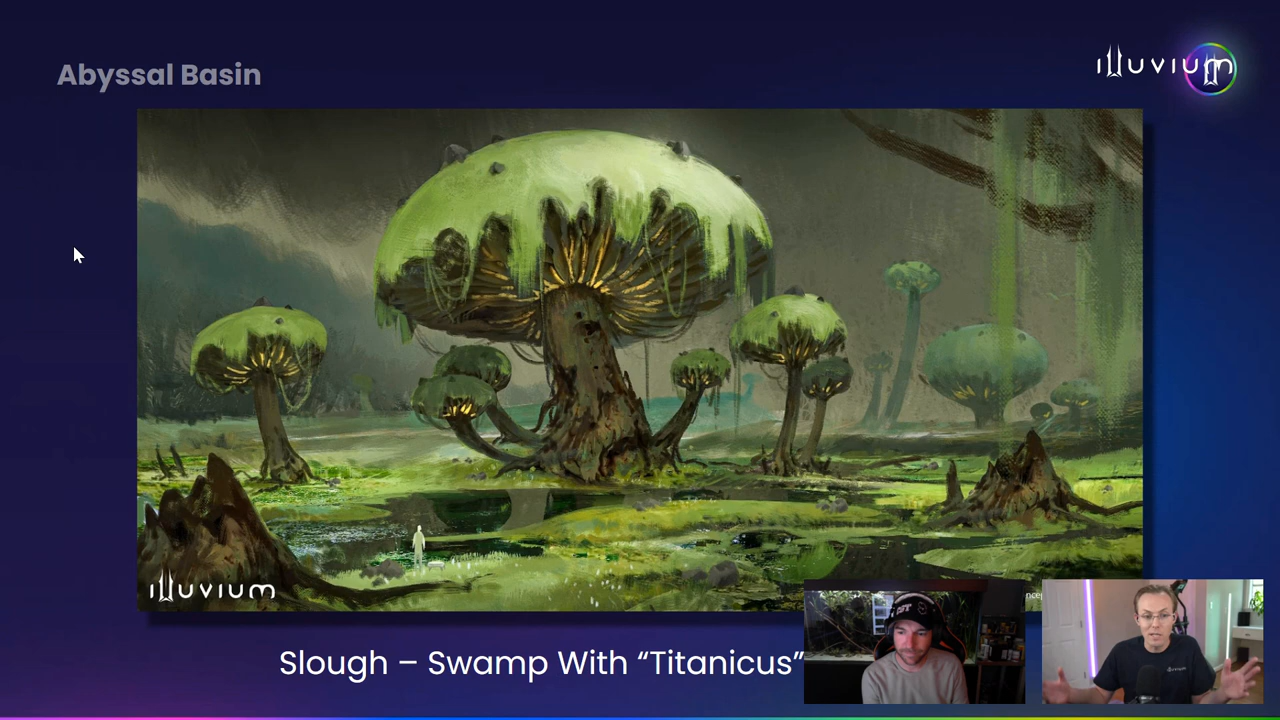 Abyssal Basin
illuvium
illuvium
Slough – Swamp With “Titanicus”